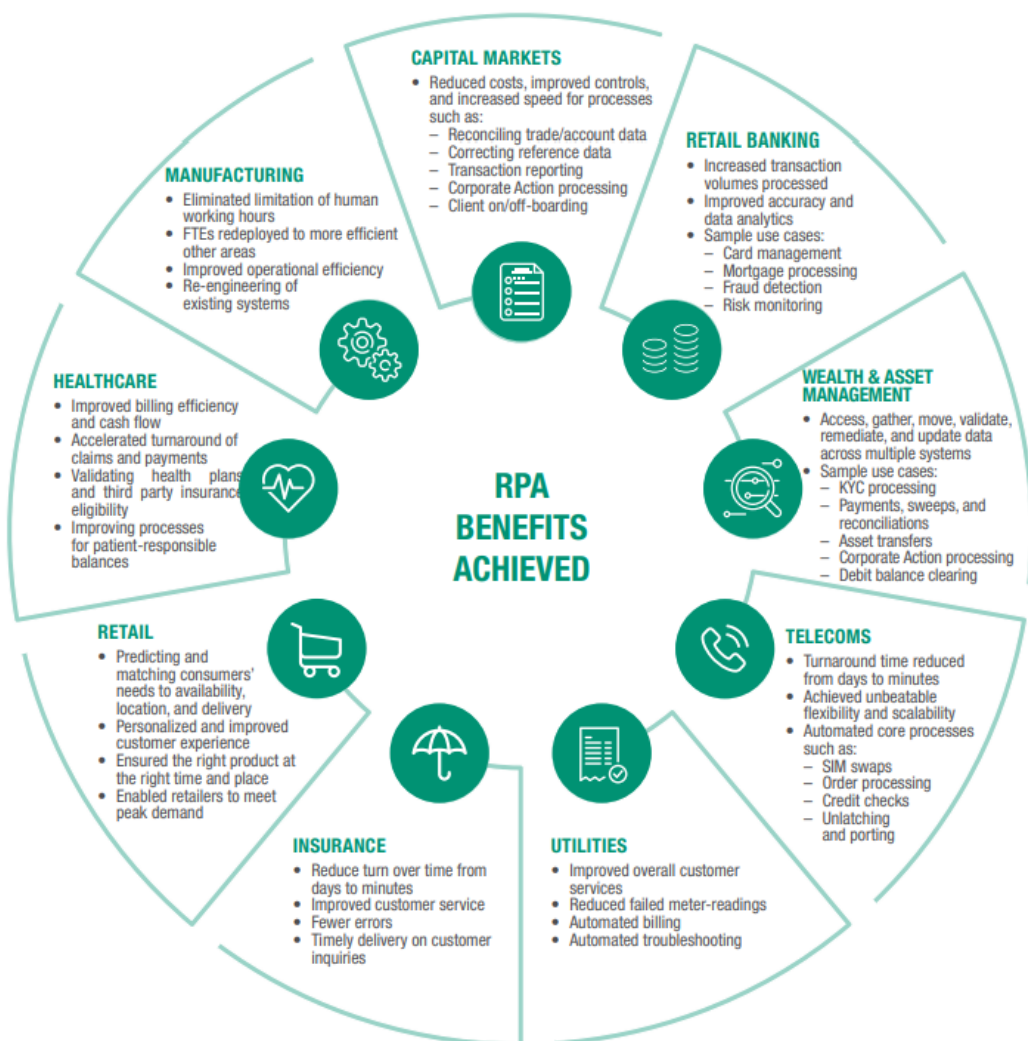 CAPITAL MARKETS
• Reduced costs, improved controls,
and increased speed for processes
such as:
– Reconciling trade/account data
– Correcting reference data
– Transaction reporting
– Corporate Action processing
– Client on/off-boarding
RETAIL BANKING
• Increased transaction
volumes processed
• Improved accuracy and
data analytics
• Sample use cases:
– Card management
– Mortgage processing
– Fraud detection
– Risk monitoring
WEALTH & ASSET
MANAGEMENT
• Access, gather, move, validate,
remediate, and update data
across multiple systems
• Sample use cases:
– KYC processing
– Payments, sweeps, and
reconciliations
– Asset transfers
– Corporate Action processing
– Debit balance clearing
TELECOMS
• Turnaround time reduced
from days to minutes
• Achieved unbeatable
flexibility and scalability
• Automated core processes
such as:
– SIM swaps
– Order processing
– Credit checks
– Unlatching
and porting
UTILITIES
• Improved overall customer
services
• Reduced failed meter-readings
• Automated billing
• Automated troubleshooting
INSURANCE
• Reduce turn over time from
days to minutes
• Improved customer service
• Fewer errors
• Timely delivery on customer
inquiries
RETAIL
• Predicting and
matching consumers'
needs to availability,
location, and delivery
• Personalized and improved
customer experience
• Ensured the right product at
the right time and place
• Enabled retailers to meet
peak demand
HEALTHCARE
• Improved billing efficiency
and cash flow
• Accelerated turnaround of
claims and payments
• Validating health plans
and third party insurance
eligibility
• Improving processes
for patient-responsible
balances
MANUFACTURING
• Eliminated limitation of human
working hours
• FTEs redeployed to more efficient
other areas
• Improved operational efficiency
• Re-engineering of
existing systems
RPA
BENEFITS
ACHIEVED